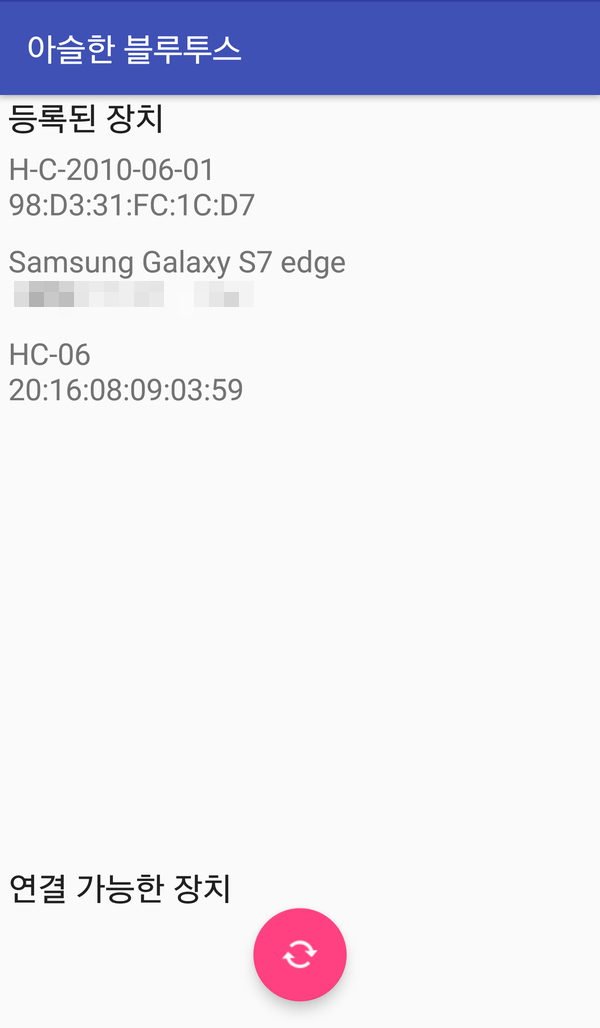 아슬한 블루투스
등록된 장치
H-C-2010-06-01
98:D3:31:FC:1C:D7
Samsung Galaxy S7 edge
HC-06
20:16:08:09:03:59
연결 가능한 장치